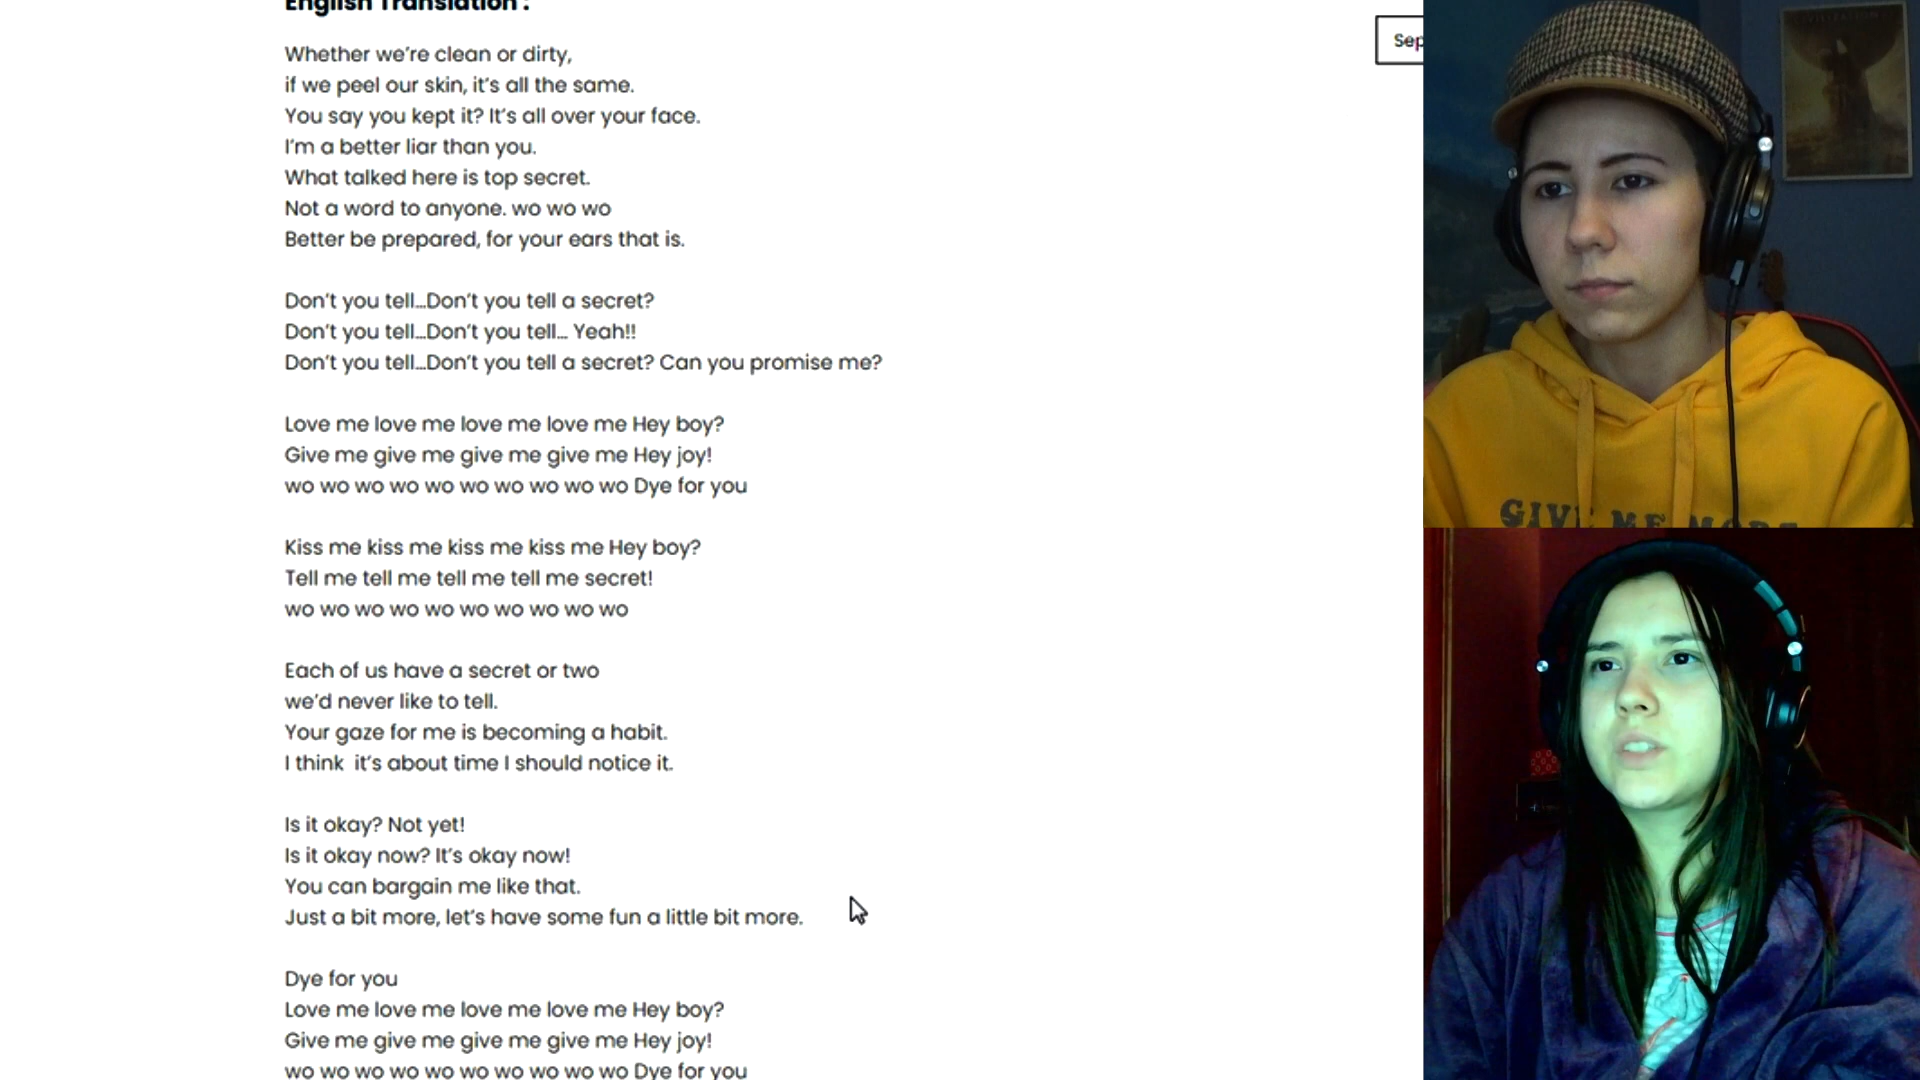 English Translation :
Whether we're clean or dirty,
if we peel our skin, it's all the same.
You say you kept it? It's all over your face.
I'm a better liar than you.
What talked here is top secret.
Not a word to anyone. wo wo wo
Better be prepared, for your ears that is.
Don't you tell…Don't you tell a secret?
Don't you tell…Don't you tell… Yeah!!
Don't you tell…Don't you tell a secret? Can you promise me?
Love me love me love me love me Hey boy?
Give me give me give me give me Hey joy!
wo wo wo wo wo wo wo wo wo wo Dye for you
Kiss me kiss me kiss me kiss me Hey boy?
Tell me tell me tell me tell me secret!
wo wo wo wo wo wo wo wo wo wo
Each of us have a secret or two
we'd never like to tell.
Your gaze for me is becoming a habit.
I think  it's about time I should notice it.
Is it okay? Not yet!
Is it okay now? It's okay now!
You can bargain me like that.
Just a bit more, let's have some fun a little bit more.
Dye for you
Love me love me love me love me Hey boy?
Give me give me give me give me Hey joy!
wo wo wo wo wo wo wo wo wo wo Dye for you
Sep
GIVE ME MORE